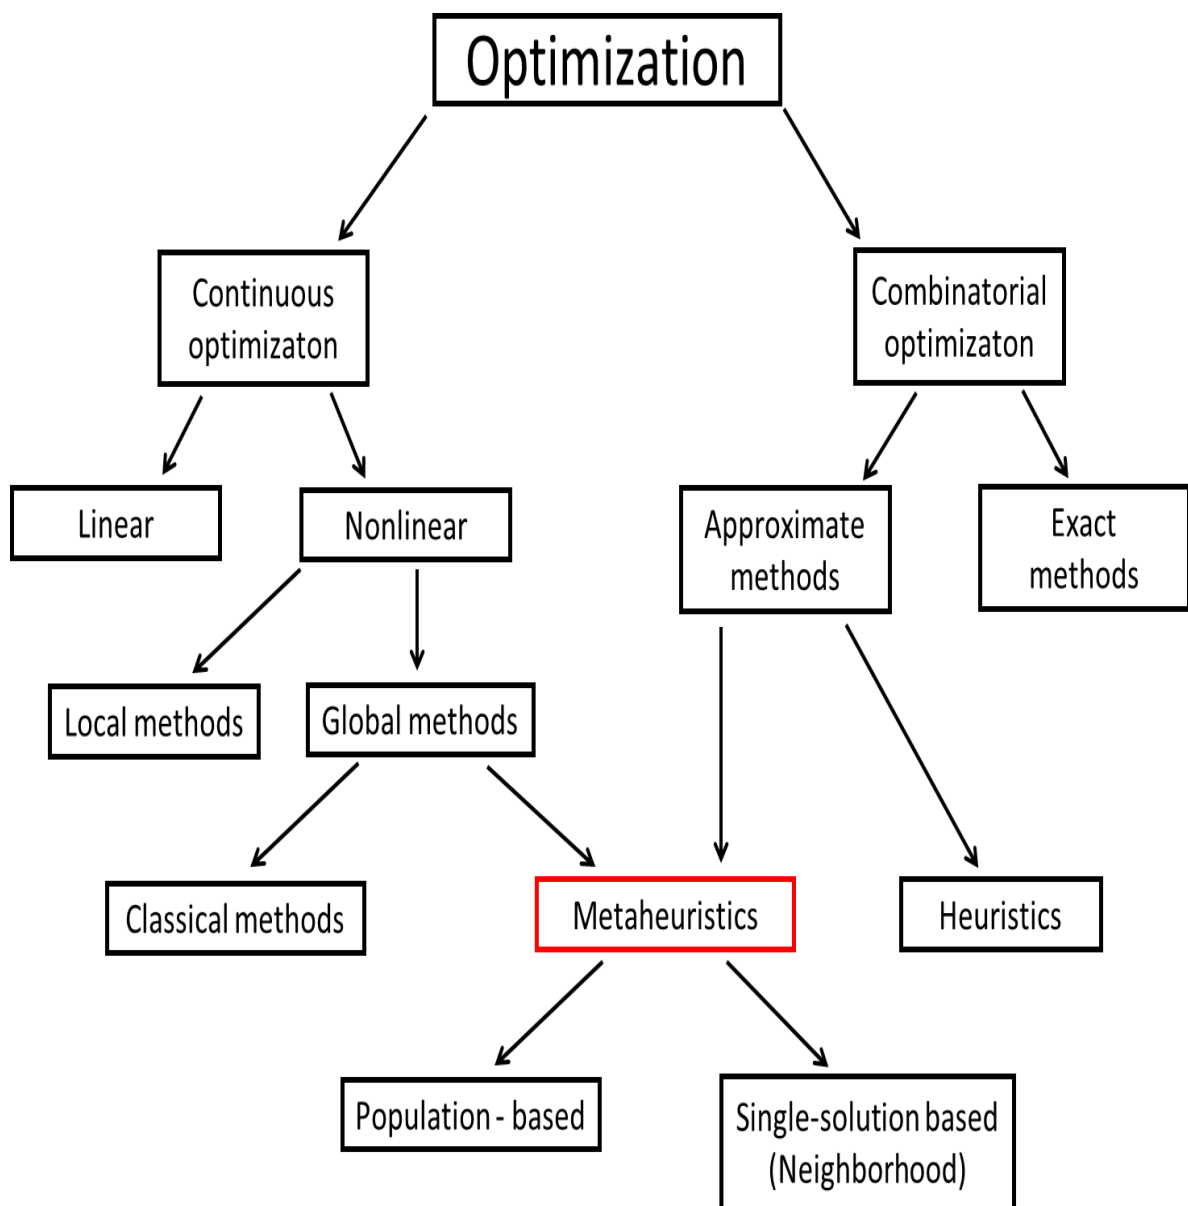 Optimization
Continuous
optimizaton
Combinatorial
optimizaton
Linear
Nonlinear
Approximate
methods
Exact
methods
Local methods
Global methods
Classical methods
Metaheuristics
Heuristics
Population - based
Single-solution based
(Neighborhood)